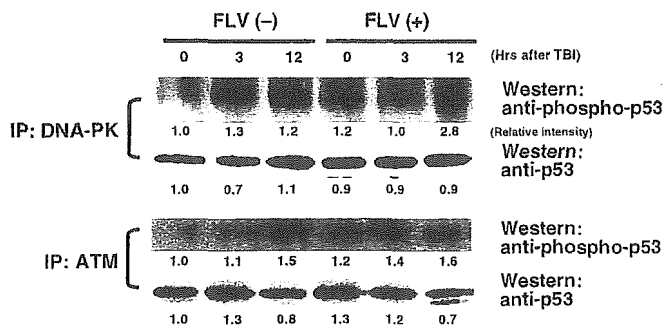 FLV (–) FLV (+)
0 3 12 0 3 12 (Hrs after TBI)
Western:
anti-phospho-p53
1.0 1.3 1.2 1.2 1.0 2.8 (Relative intensity)
IP: DNA-PK
Western:
anti-p53
1.0 0.7 1.1 0.9 0.9 0.9
Western:
anti-phospho-p53
1.0 1.1 1.5 1.2 1.4 1.6
IP: ATM
Western:
anti-p53
1.0 1.3 0.8 1.3 1.2 0.7